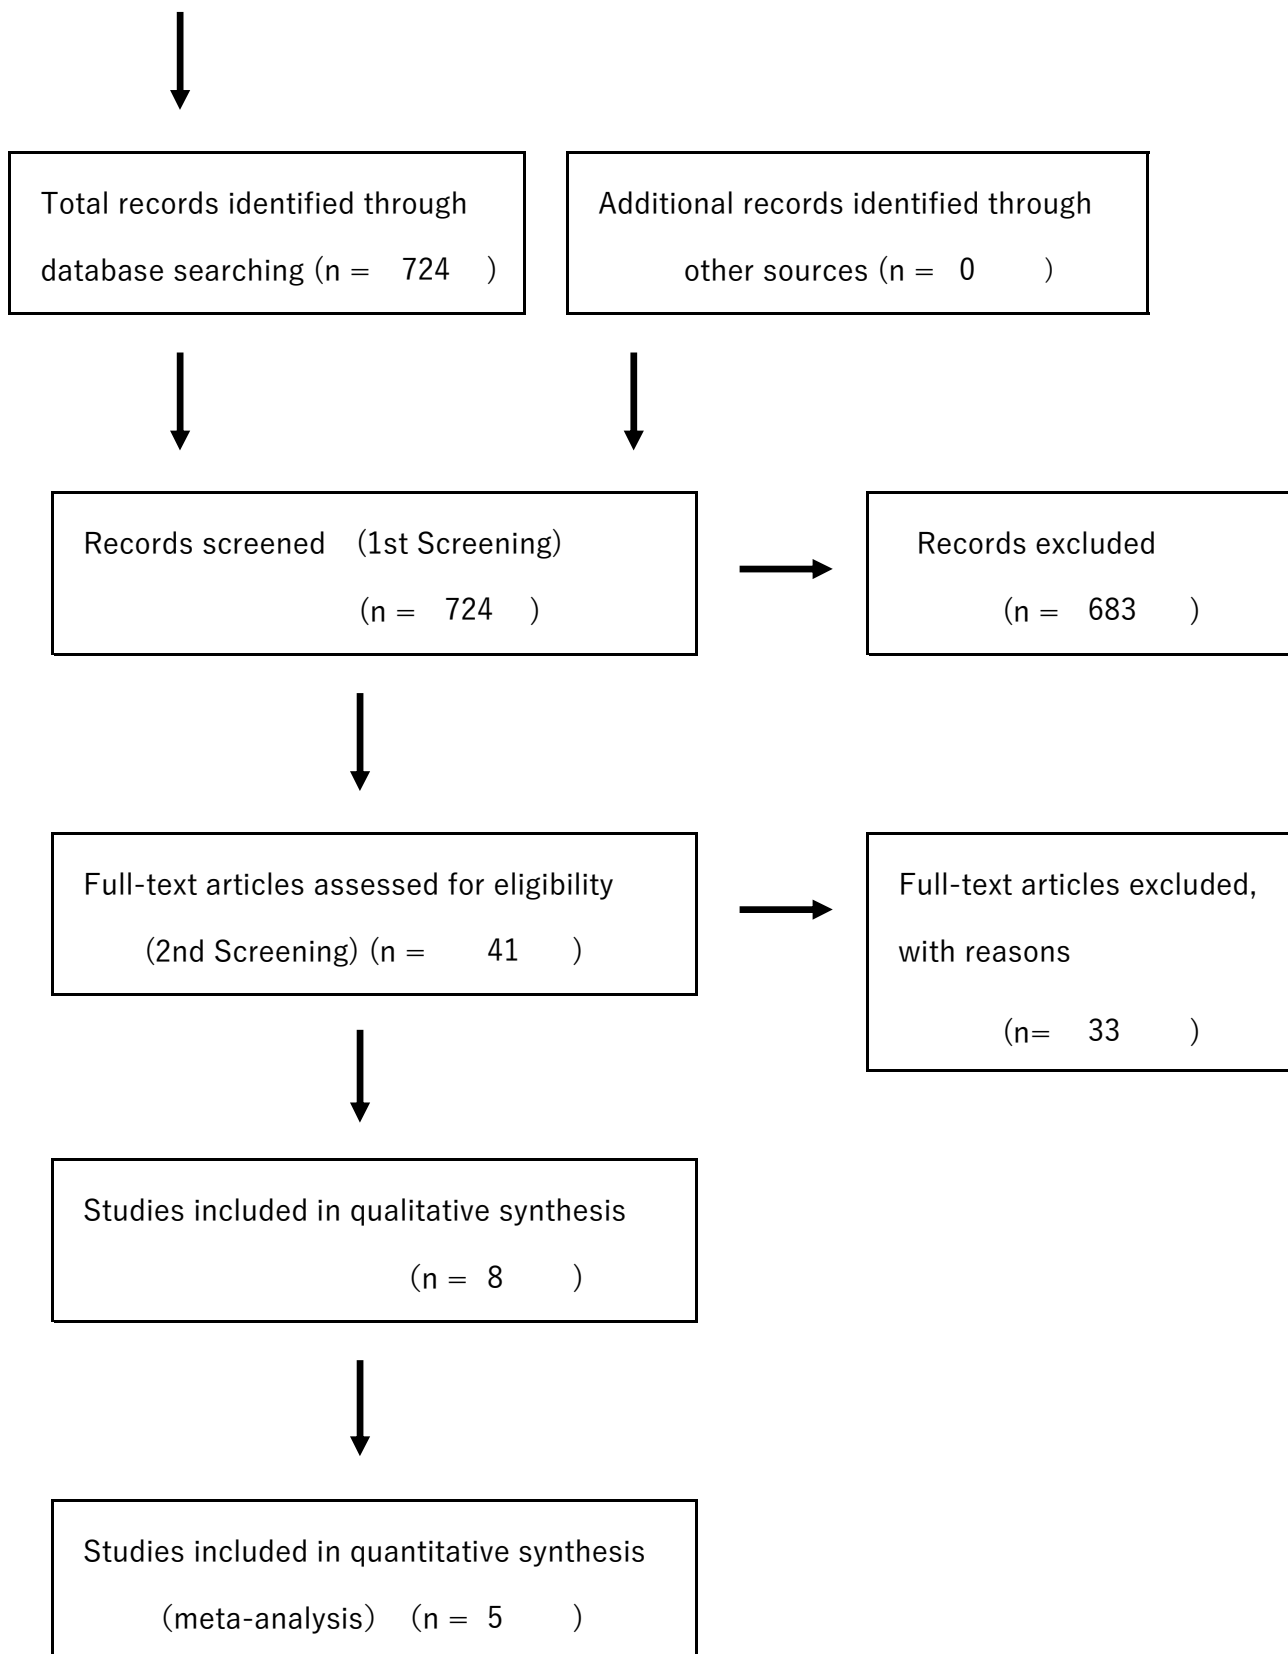 Total records identified through
database searching (n = 724 )
Additional records identified through
other sources (n = 0 )
Records screened (1st Screening)
(n = 724 )
Records excluded
(n = 683 )
Full-text articles assessed for eligibility
(2nd Screening) (n = 41 )
Full-text articles excluded,
with reasons
(n= 33 )
Studies included in qualitative synthesis
(n = 8 )
Studies included in quantitative synthesis
(meta-analysis) (n = 5 )